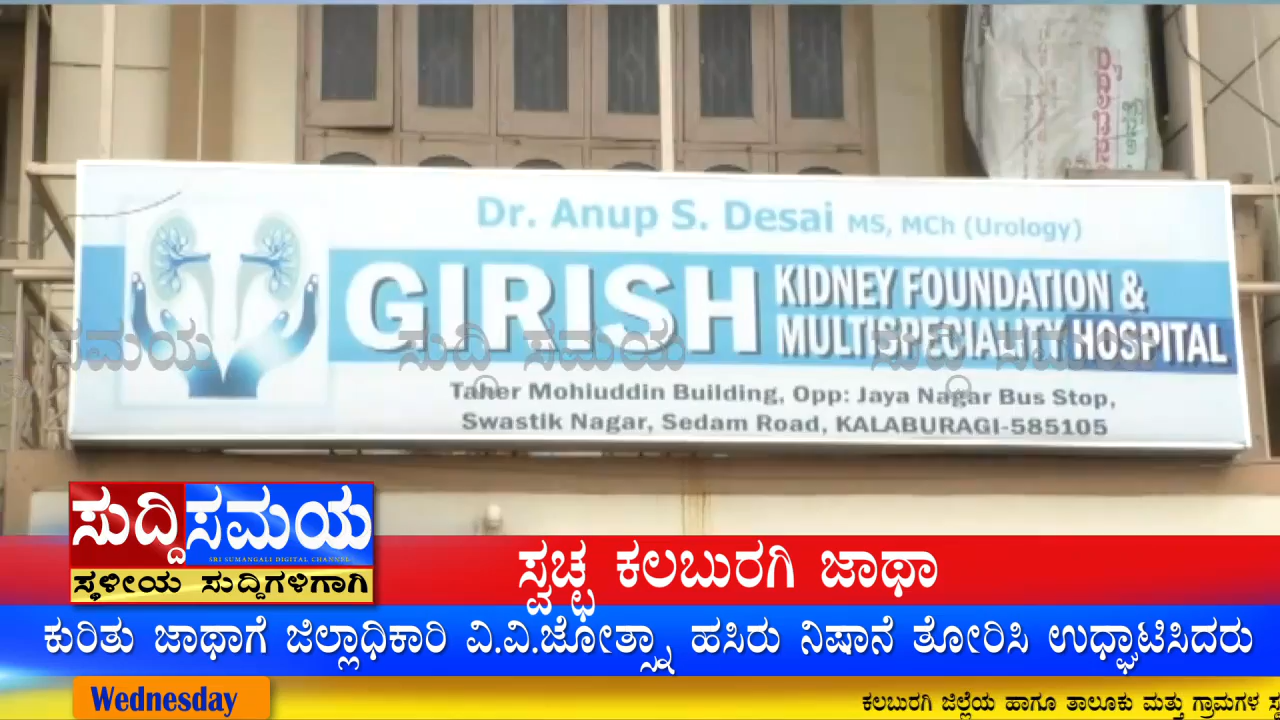 Dr. Anup S. Desai MS, MCh (Urology)
GIRISH KIDNEY FOUNDATION &
MULTISPECIALITY HOSPITAL
ಸುದ್ದಿ ಸಮಯ
Taher Mohiuddin Building, Opp: Jaya Nagar Bus Stop,
Swastik Nagar, Sedam Road, KALABURAGI-585105
ಸುದ್ದಿ ಸಮಯ
SRI SUMANGALI DIGITAL CHANNEL
ಸ್ಥಳೀಯ ಸುದ್ದಿಗಳಿಗಾಗಿ
ಸ್ವಚ್ಛ ಕಲಬುರಗಿ ಜಾಥಾ
ಕುರಿತು ಜಾಥಾಗೆ ಜಿಲ್ಲಾಧಿಕಾರಿ ವಿ.ವಿ.ಜೋತ್ಸ್ನಾ ಹಸಿರು ನಿಷಾನೆ ತೋರಿಸಿ ಉಧ್ಘಾಟಿಸಿದರು
Wednesday
ಕಲಬುರಗಿ ಜಿಲ್ಲೆಯ ಹಾಗೂ ತಾಲೂಕು ಮತ್ತು ಗ್ರಾಮಗಳ